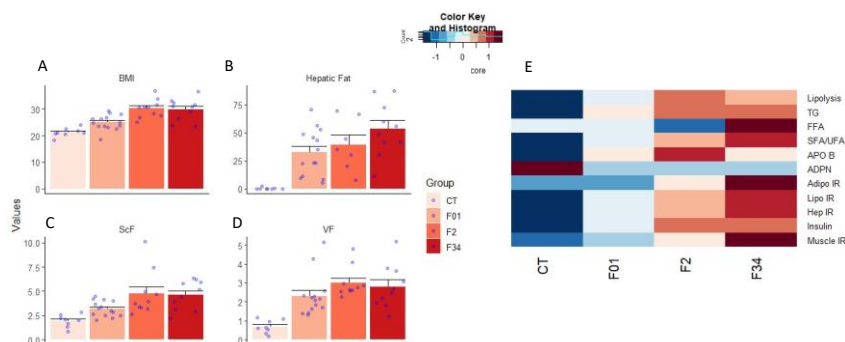 Color Key
and Histogram
Count
2
-1 0 1
core
A
BMI
30
20
10
0
B
Hepatic Fat
75
50
25
0
Values
C
ScF
10.0
7.5
5.0
2.5
0.0
D
VF
5
4
3
2
1
0
Group
CT
F01
F2
F34
E
Lipolysis
TG
FFA
SFA/UFA
APO B
ADPN
Adipo IR
Lipo IR
Hep IR
Insulin
Muscle IR
CT
F01
F2
F34